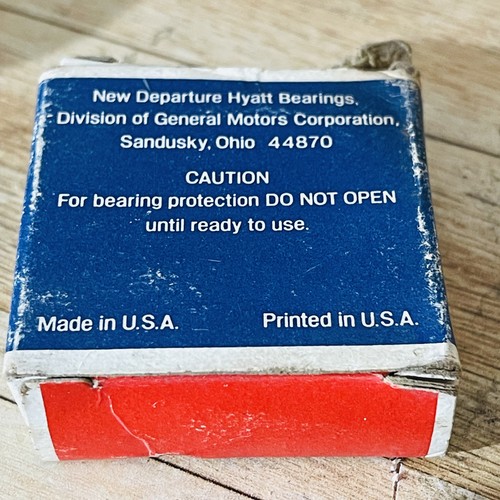 New Departure Hyatt Bearings,
Division of General Motors Corporation,
Sandusky, Ohio 44870
CAUTION
For bearing protection DO NOT OPEN
until ready to use.
Made in U.S.A. Printed in U.S.A.